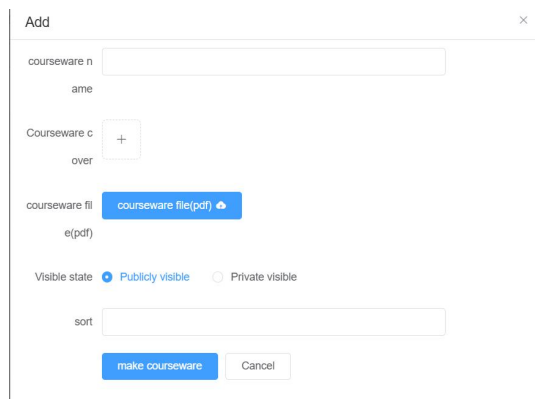 Add
courseware n
ame
Courseware c
over
+
courseware fil
e(pdf)
courseware file(pdf)
Visible state
Publicly visible
Private visible
sort
make courseware
Cancel